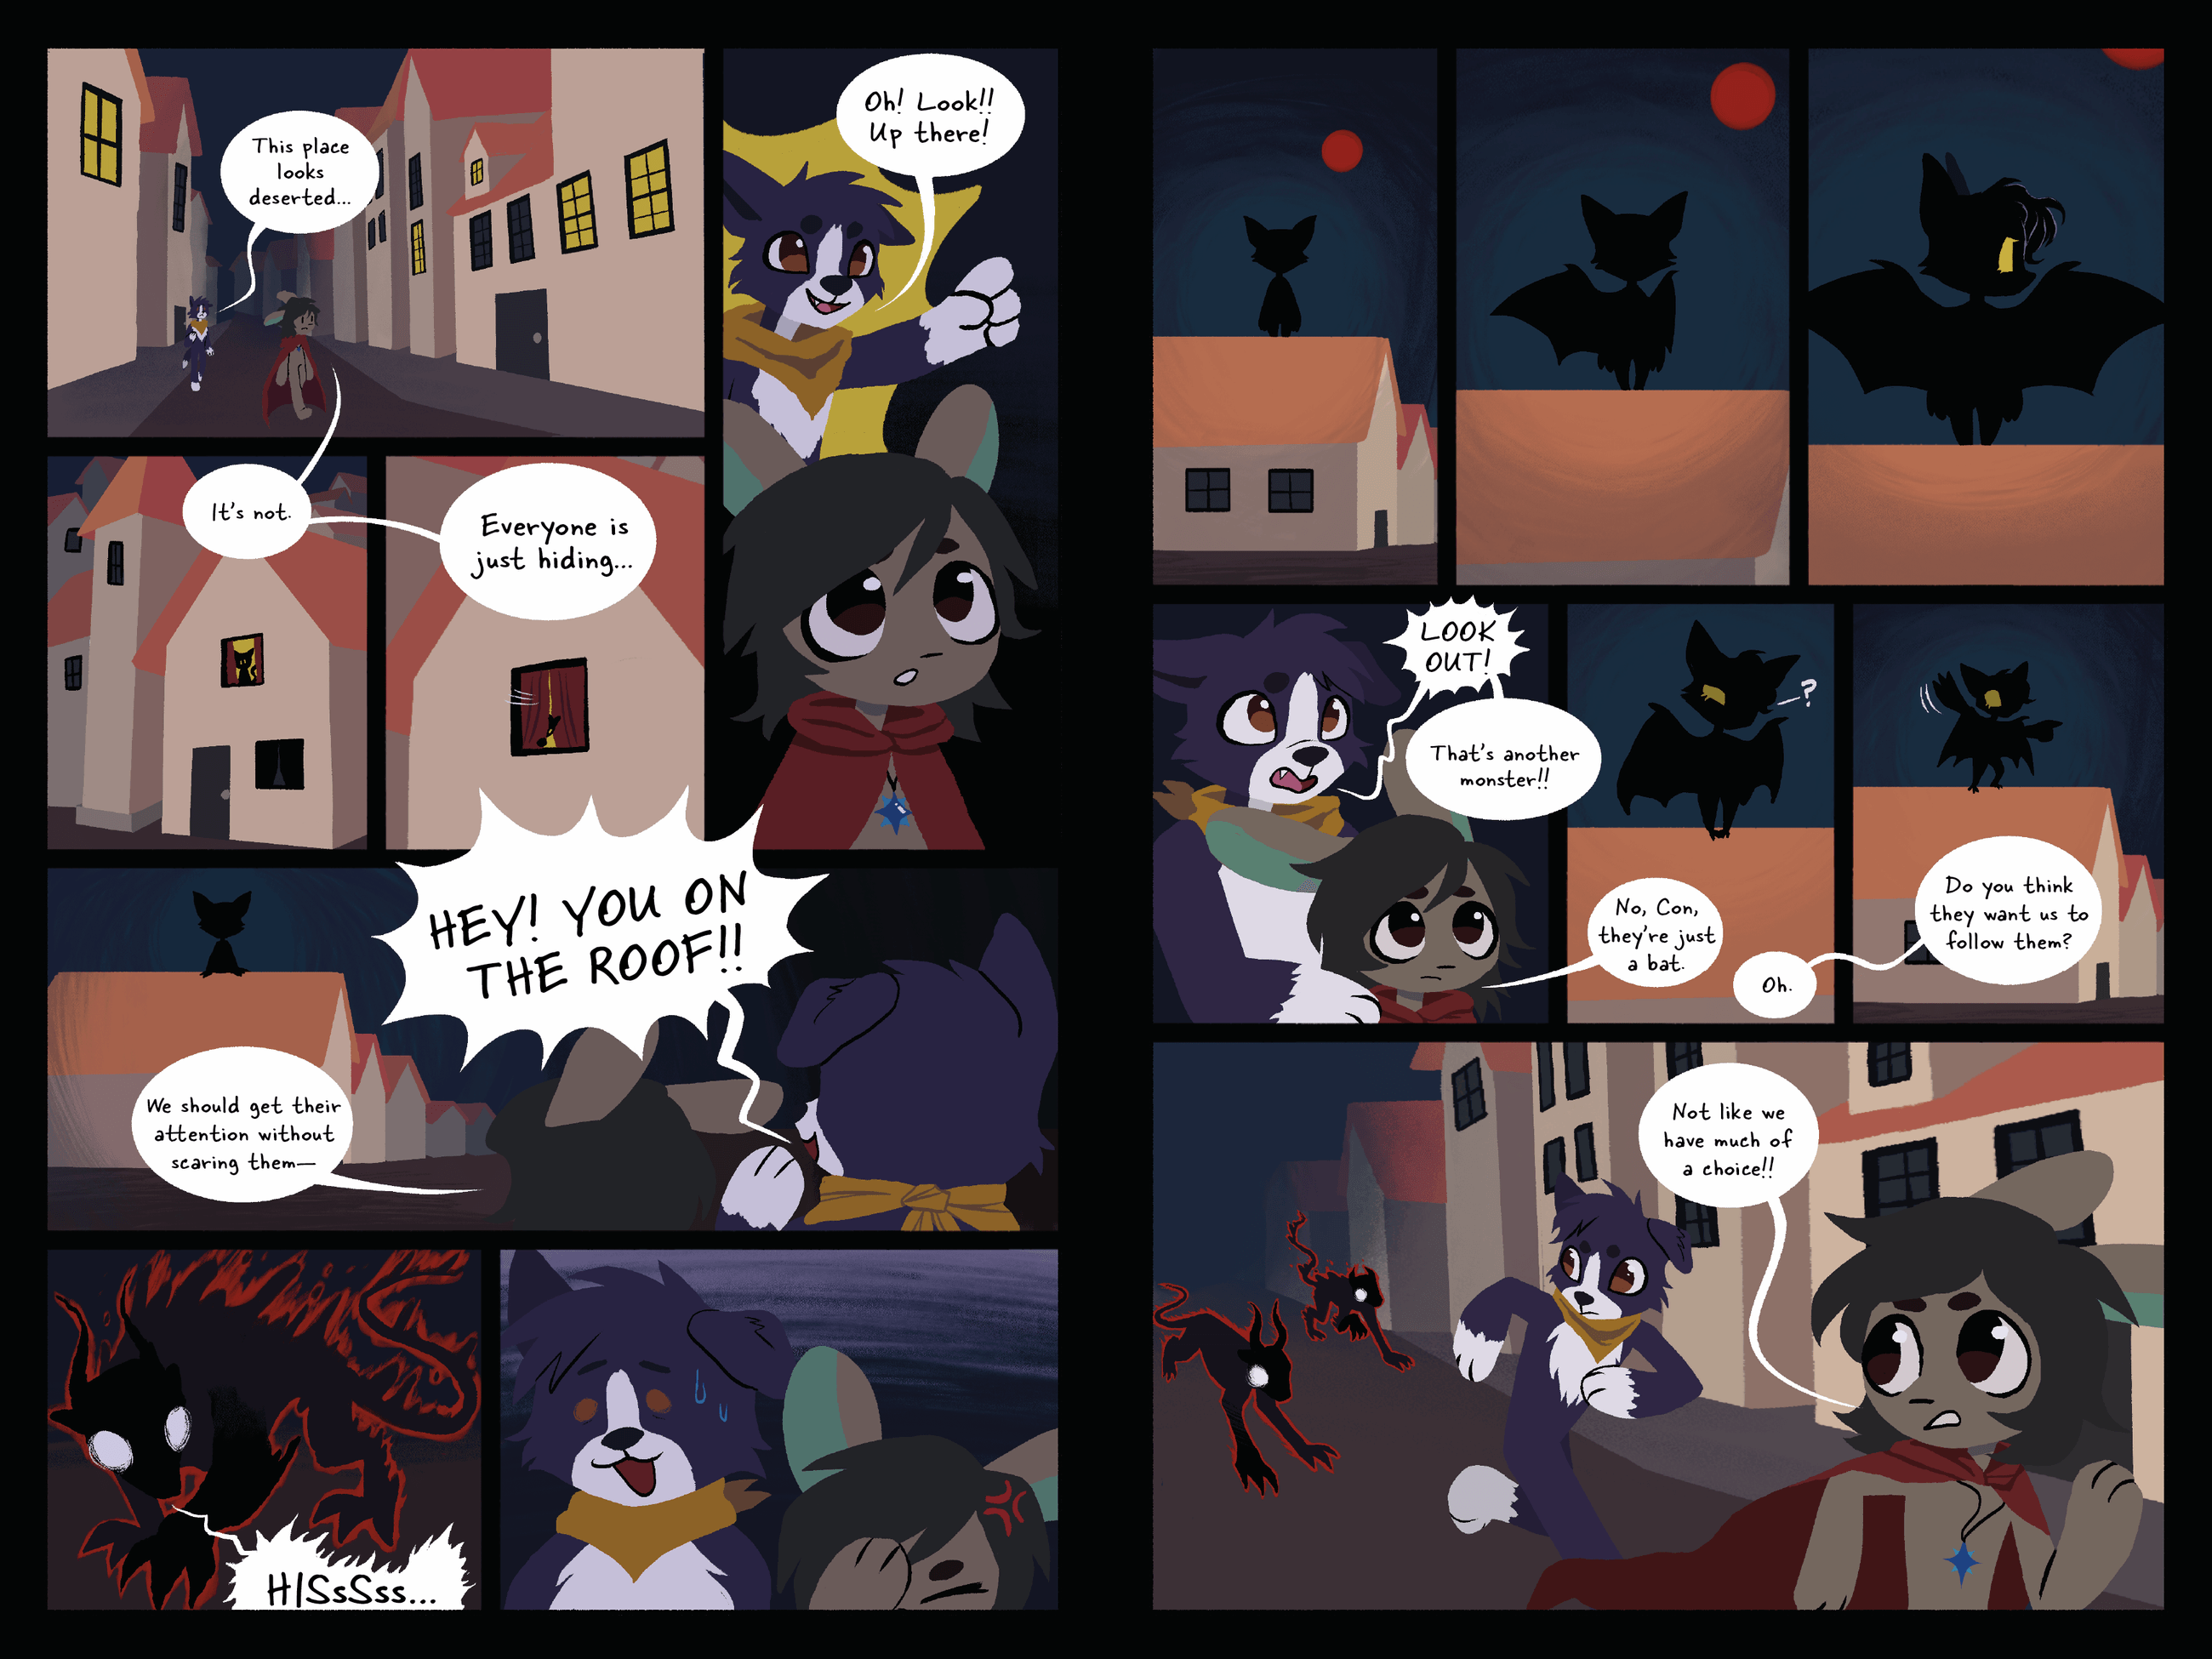 This place
looks
deserted...
It's not.
Everyone is
just hiding...
Oh! Look!!
Up there!
We should get their
attention without
scaring them—
HEY! YOU ON
THE ROOF!!
HISsSss...
LOOK
OUT!
That's another
monster!!
?
No, Con,
they're just
a bat.
Oh.
Do you think
they want us to
follow them?
Not like we
have much of
a choice!!